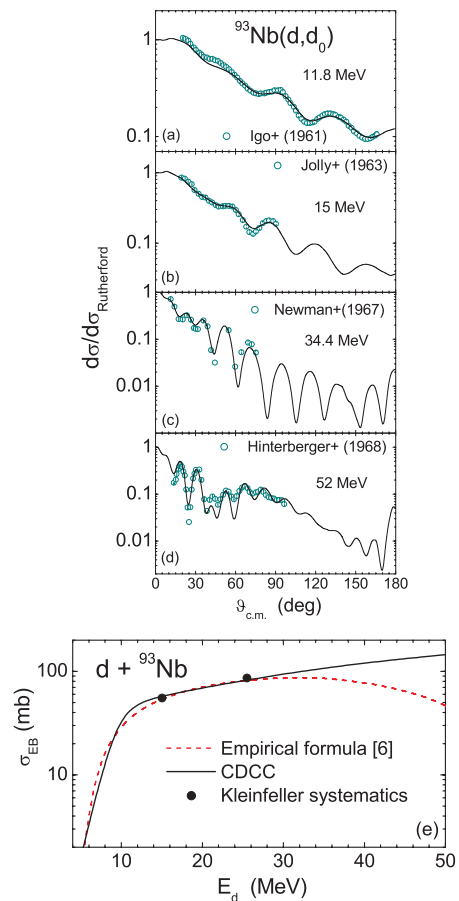 ⁹³Nb(d,d₀)
1
11.8 MeV
0.1
(a)
Igo+ (1961)
Jolly+ (1963)
1
15 MeV
0.1
(b)
dσ/dσRutherford
1
Newman+(1967)
0.1
34.4 MeV
0.01
(c)
Hinterberger+ (1968)
1
52 MeV
0.1
0.01
(d)
0 30 60 90 120 150 180
ϑc.m. (deg)
d + ⁹³Nb
100
σEB (mb)
Empirical formula [6]
10
CDCC
Kleinfeller systematics
(e)
10 20 30 40 50
Ed (MeV)